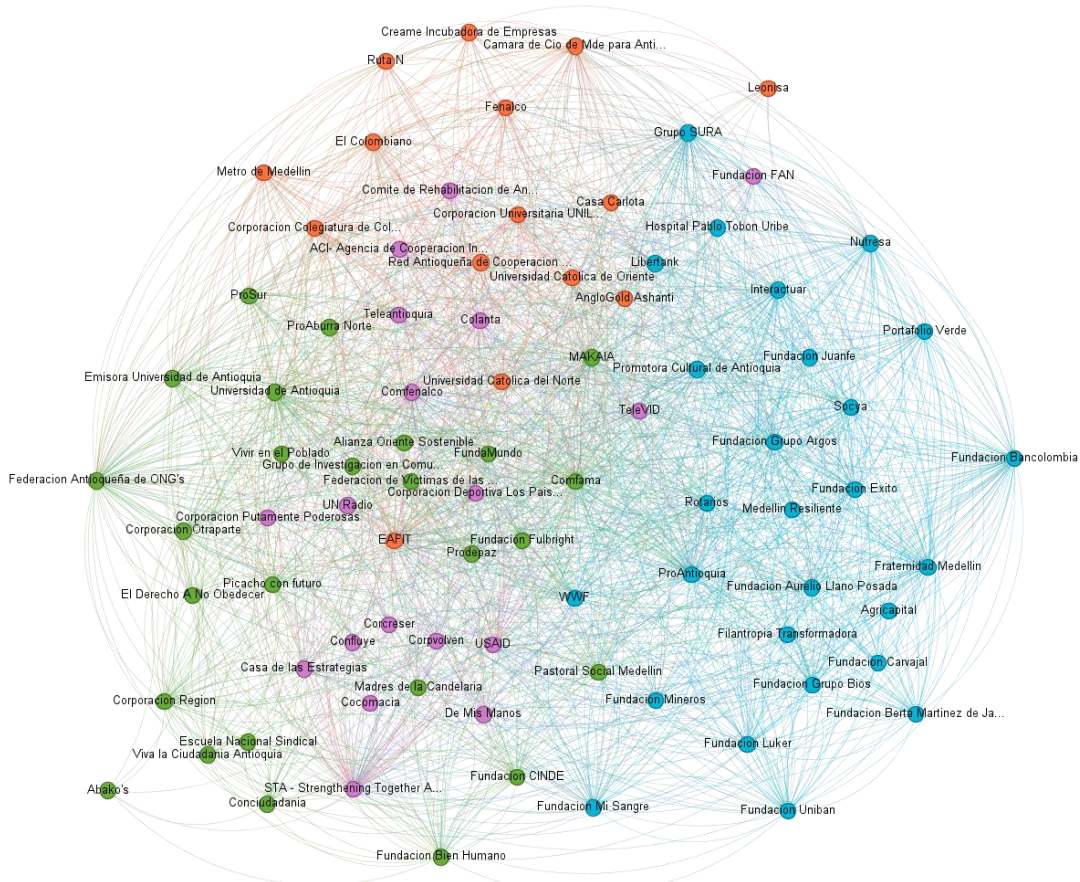 Creame Incubadora de Empresas
Camara de Cio de Mde para Anti...
Ruta N
Leonisa
Fenalco
Grupo SURA
El Colombiano
Metro de Medellin
Fundacion FAN
Comite de Rehabilitacion de An...
Casa Carlota
Corporacion Universitaria UNIL...
Corporacion Colegiatura de Col...
Hospital Pablo Tobon Uribe
Nutresa
ACI- Agencia de Cooperacion In...
Red Antioqueña de Cooperacion ...
Libertank
Universidad Catolica de Oriente
Interactuar
ProSur
AngloGold Ashanti
Teleantioquia
Colanta
ProAburra Norte
Portafolio Verde
MAKAIA
Fundacion Juanfe
Promotora Cultural de Antioquia
Emisora Universidad de Antioquia
Universidad Catolica del Norte
Universidad de Antioquia
Comfenalco
Socya
TeleVID
Alianza Oriente Sostenible
Fundacion Grupo Argos
Vivir en el Poblado
FundaMundo
Fundacion Bancolombia
Grupo de Investigacion en Comu...
Federacion Antioqueña de ONG's
Federacion de Victimas de las ...
Comfama
Corporacion Deportiva Los Pais...
Fundacion Exito
UN Radio
Rotarios
Medellin Resiliente
Corporacion Putamente Poderosas
Corporacion Otraparte
EAFIT
Fundacion Fulbright
Prodepaz
Fraternidad Medellin
ProAntioquia
Picacho con futuro
Fundacion Aurelio Llano Posada
El Derecho A No Obedecer
WWF
Agricapital
Corcreser
Filantropia Transformadora
Confluye
Corpvolven
USAID
Fundacion Carvajal
Casa de las Estrategias
Pastoral Social Medellin
Fundacion Grupo Bios
Madres de la Candelaria
Corporacion Region
Cocomacia
Fundacion Mineros
De Mis Manos
Fundacion Berta Martinez de Ja...
Escuela Nacional Sindical
Fundacion Luker
Viva la Ciudadania Antioquia
Fundacion CINDE
Abako's
STA - Strengthening Together A...
Conciudadania
Fundacion Mi Sangre
Fundacion Uniban
Fundacion Bien Humano